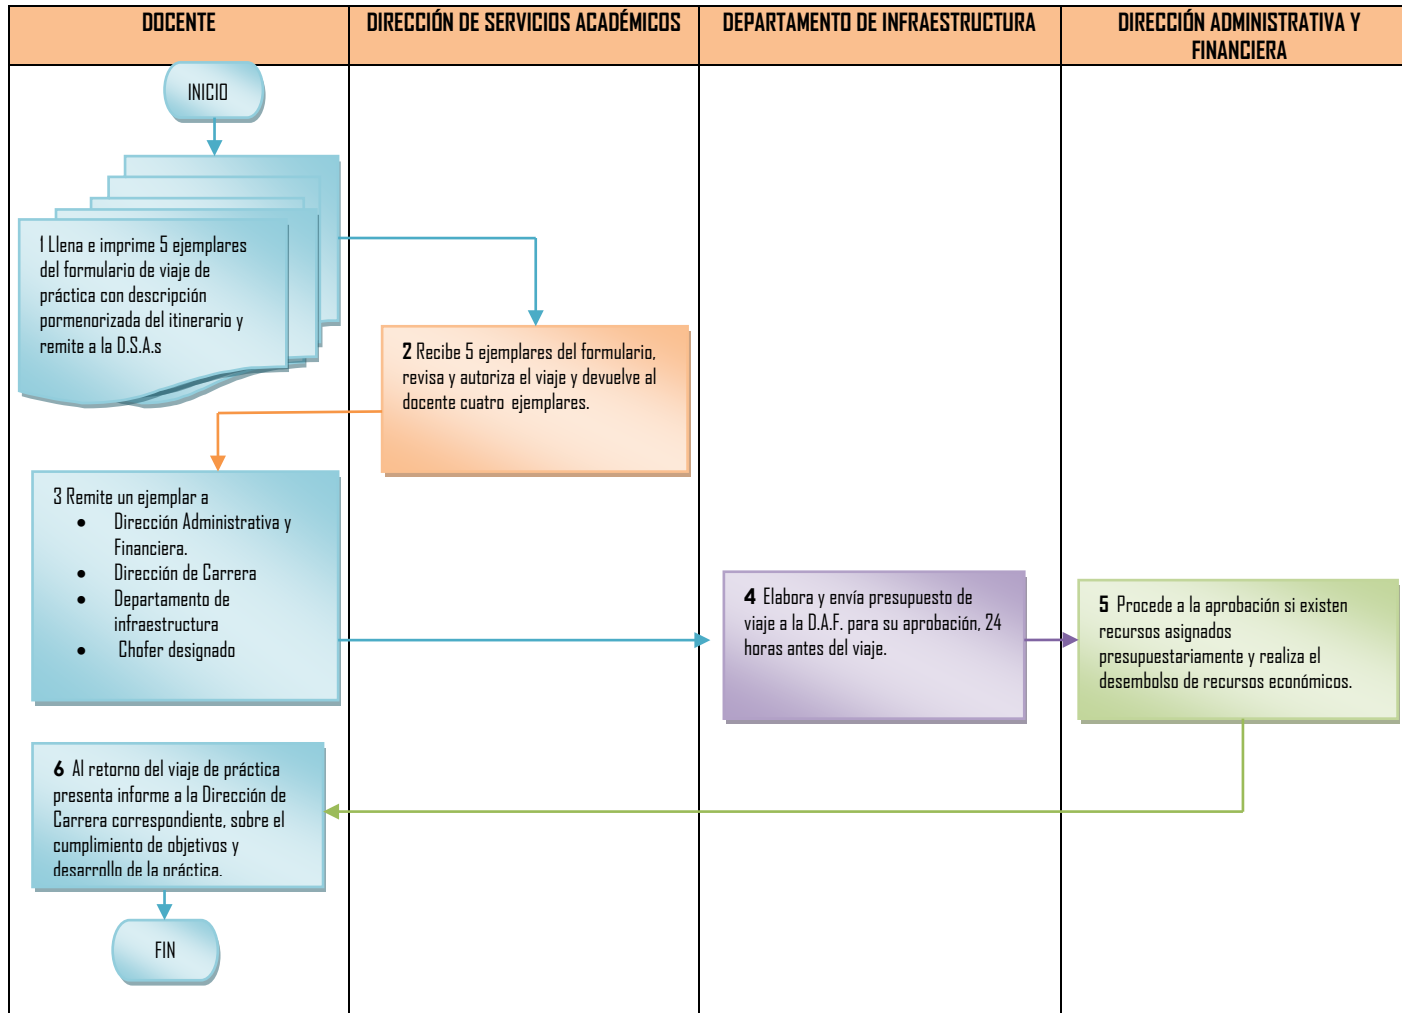 DOCENTE
DIRECCIÓN DE SERVICIOS ACADÉMICOS
DEPARTAMENTO DE INFRAESTRUCTURA
DIRECCIÓN ADMINISTRATIVA Y
FINANCIERA
INICIO
1 Llena e imprime 5 ejemplares
del formulario de viaje de
práctica con descripción
pormenorizada del itinerario y
remite a la D.S.A.s
2 Recibe 5 ejemplares del formulario,
revisa y autoriza el viaje y devuelve al
docente cuatro ejemplares.
3 Remite un ejemplar a
• Dirección Administrativa y
Financiera.
• Dirección de Carrera
• Departamento de
infraestructura
• Chofer designado
4 Elabora y envía presupuesto de
viaje a la D.A.F. para su aprobación, 24
horas antes del viaje.
5 Procede a la aprobación si existen
recursos asignados
presupuestariamente y realiza el
desembolso de recursos económicos.
6 Al retorno del viaje de práctica
presenta informe a la Dirección de
Carrera correspondiente, sobre el
cumplimiento de objetivos y
desarrollo de la práctica.
FIN